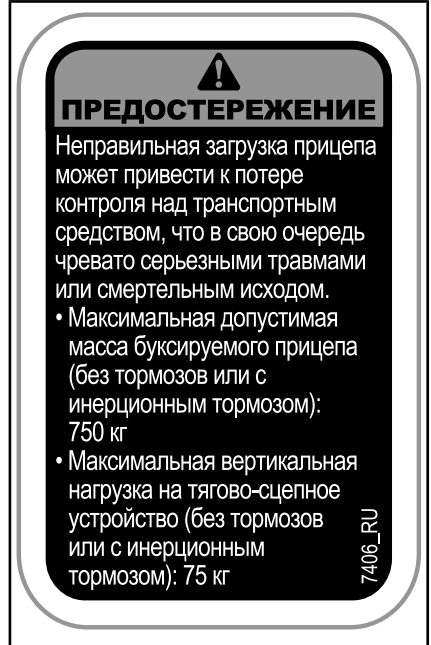 ПРЕДОСТЕРЕЖЕНИЕ
Неправильная загрузка прицепа
может привести к потере
контроля над транспортным
средством, что в свою очередь
чревато серьезными травмами
или смертельным исходом.
• Максимальная допустимая
масса буксируемого прицепа
(без тормозов или с
инерционным тормозом):
750 кг
• Максимальная вертикальная
нагрузка на тягово-сцепное
устройство (без тормозов
или с инерционным
тормозом): 75 кг
7406_RU